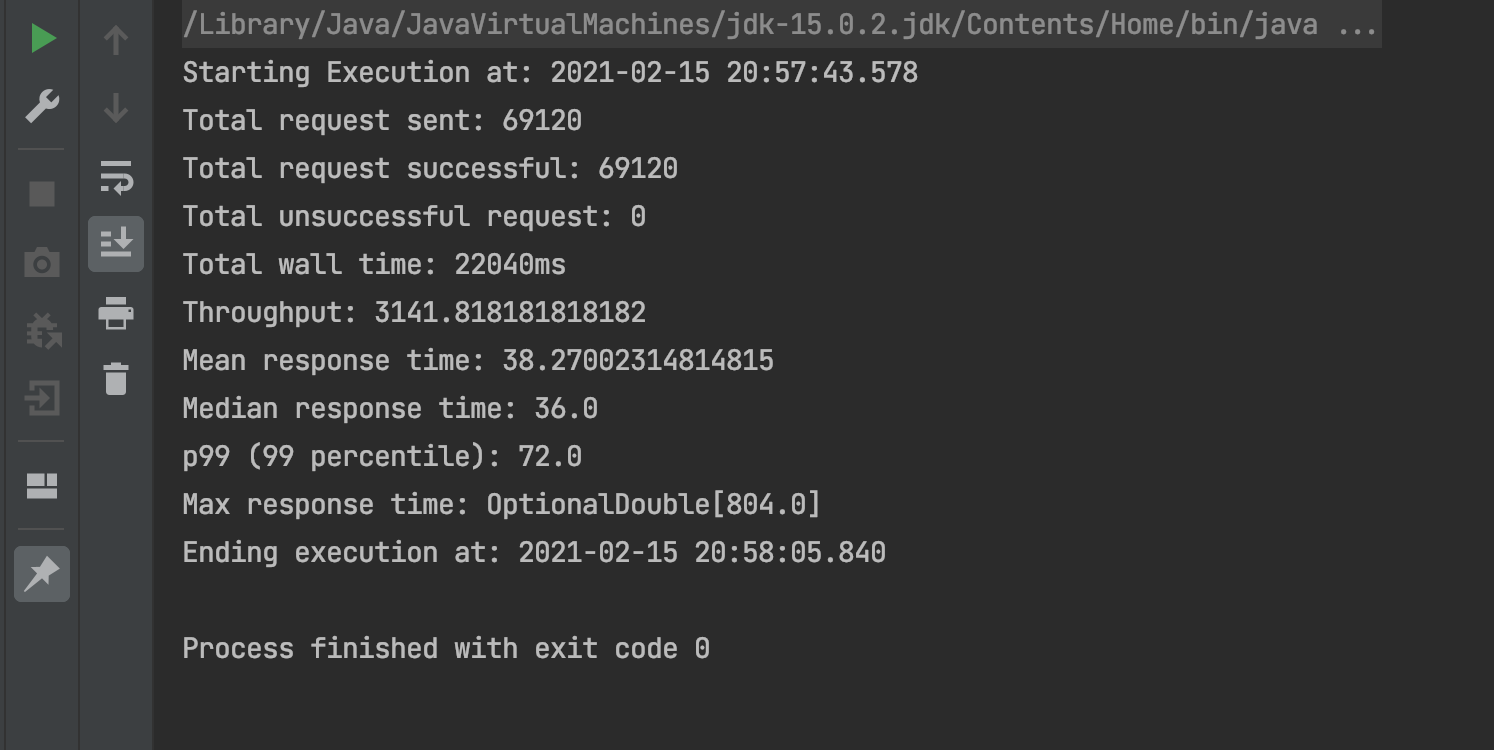 /Library/Java/JavaVirtualMachines/jdk-15.0.2.jdk/Contents/Home/bin/java ...
Starting Execution at: 2021-02-15 20:57:43.578
Total request sent: 69120
Total request successful: 69120
Total unsuccessful request: 0
Total wall time: 22040ms
Throughput: 3141.818181818182
Mean response time: 38.27002314814815
Median response time: 36.0
p99 (99 percentile): 72.0
Max response time: OptionalDouble[804.0]
Ending execution at: 2021-02-15 20:58:05.840
Process finished with exit code 0